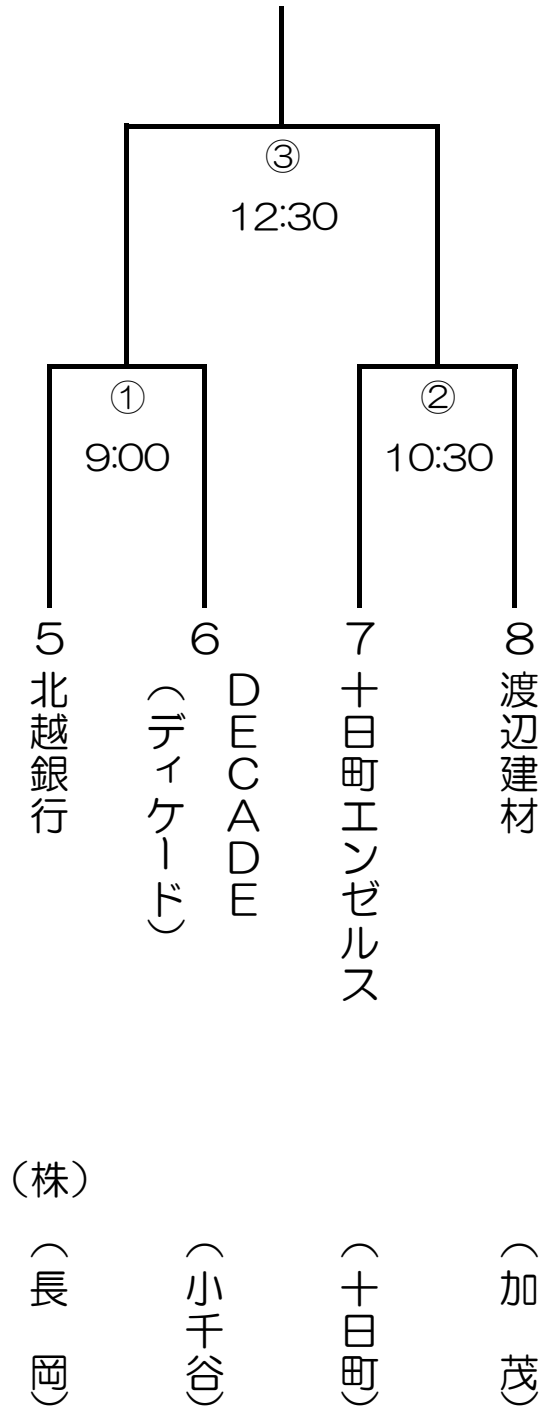 ③
12:30
①
9:00
②
10:30
5
北越銀行
(株)
(長 岡)
6
DECADE
(ディケード)
(小千谷)
7
十日町エンゼルス
(十日町)
8
渡辺建材
(加 茂)